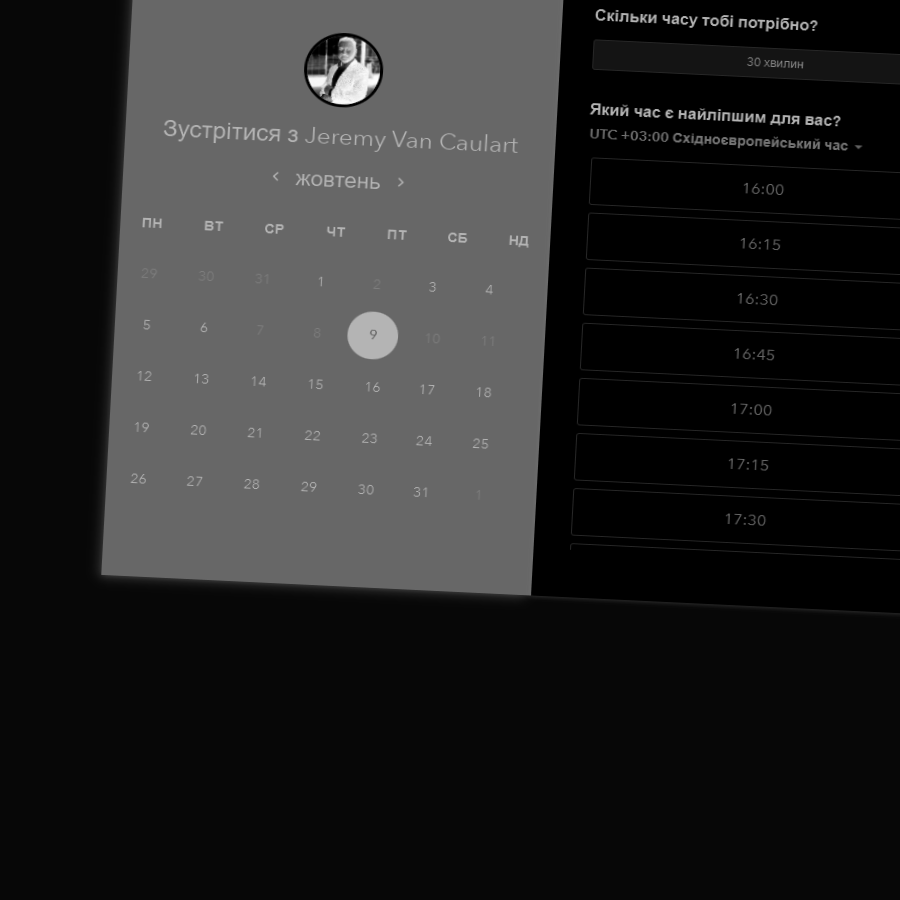 Зустрітися з Jeremy Van Caulart
‹ жовтень ›
ПН ВТ СР ЧТ ПТ СБ НД
29 30 31 1 2 3 4
5 6 7 8 9 10 11
12 13 14 15 16 17 18
19 20 21 22 23 24 25
26 27 28 29 30 31 1
Скільки часу тобі потрібно?
30 хвилин
Який час є найліпшим для вас?
UTC +03:00 Східноєвропейський час
16:00
16:15
16:30
16:45
17:00
17:15
17:30